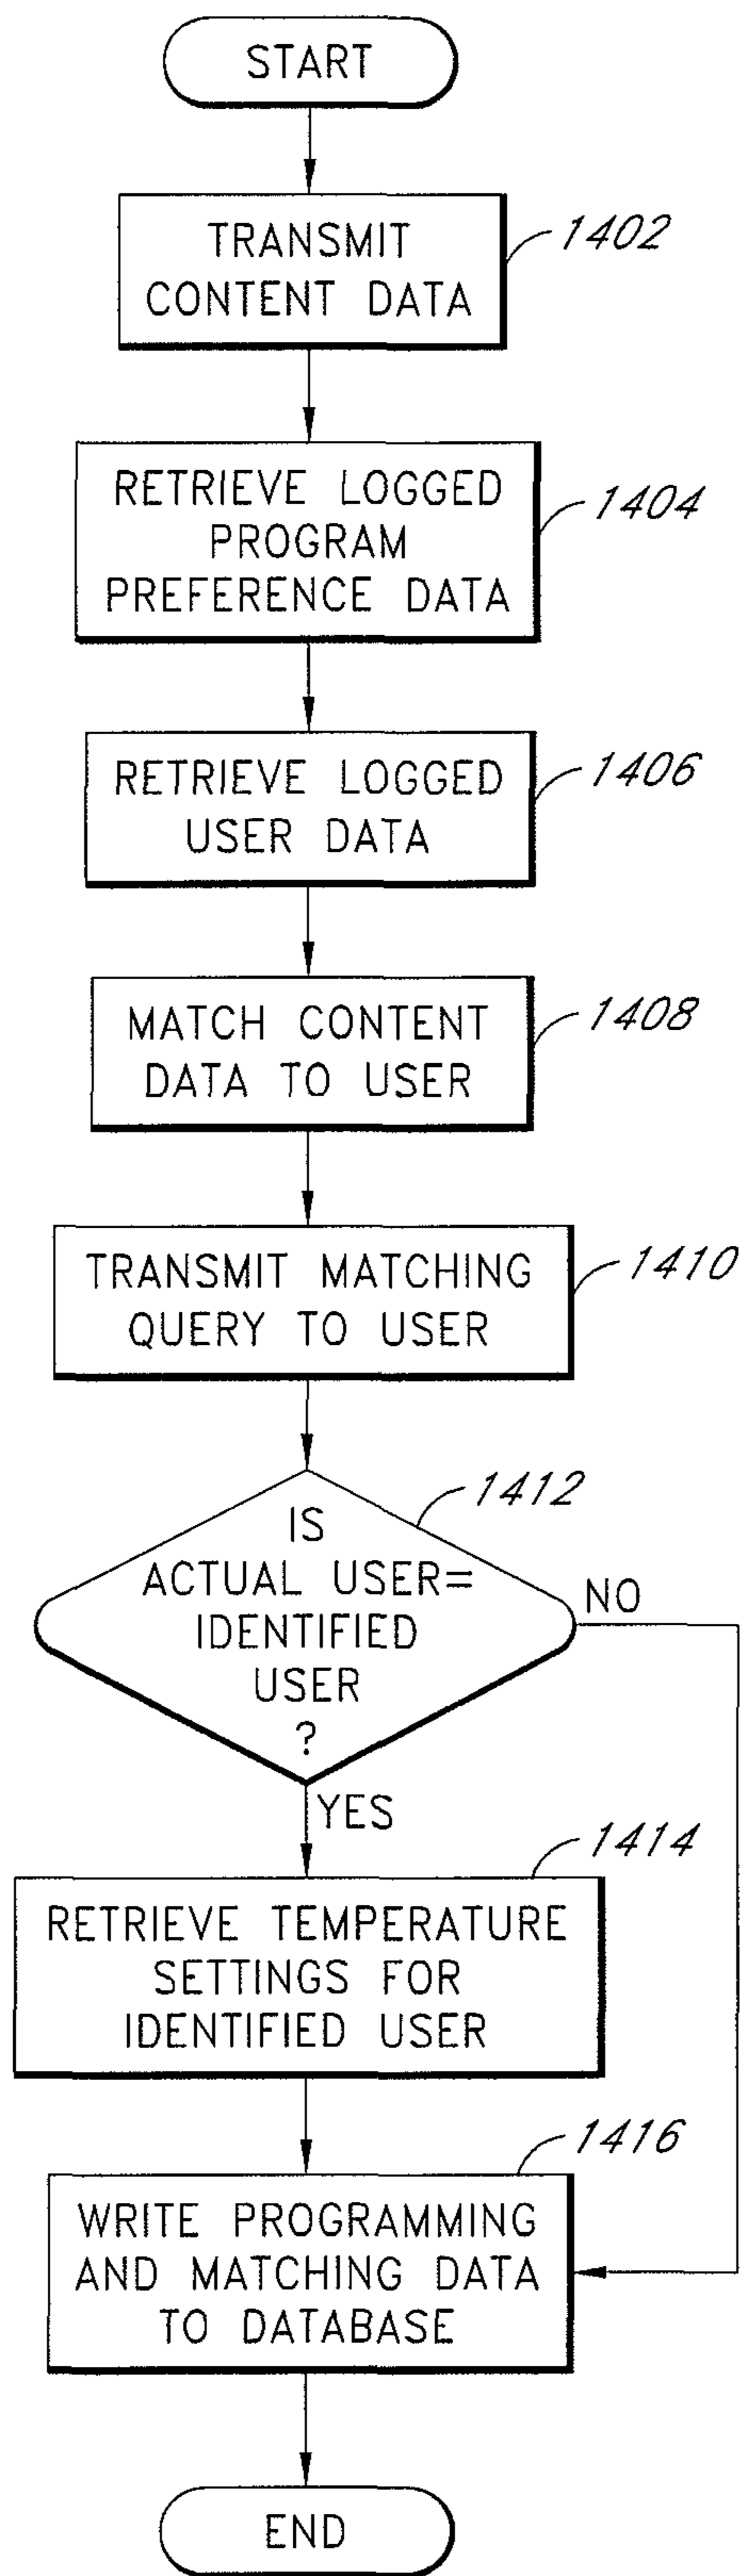 START
TRANSMIT
CONTENT DATA
1402
RETRIEVE LOGGED
PROGRAM
PREFERENCE DATA
1404
RETRIEVE LOGGED
USER DATA
1406
MATCH CONTENT
DATA TO USER
1408
TRANSMIT MATCHING
QUERY TO USER
1410
1412
IS
ACTUAL USER=
IDENTIFIED
USER
?
NO
YES
1414
RETRIEVE TEMPERATURE
SETTINGS FOR
IDENTIFIED USER
1416
WRITE PROGRAMMING
AND MATCHING DATA
TO DATABASE
END